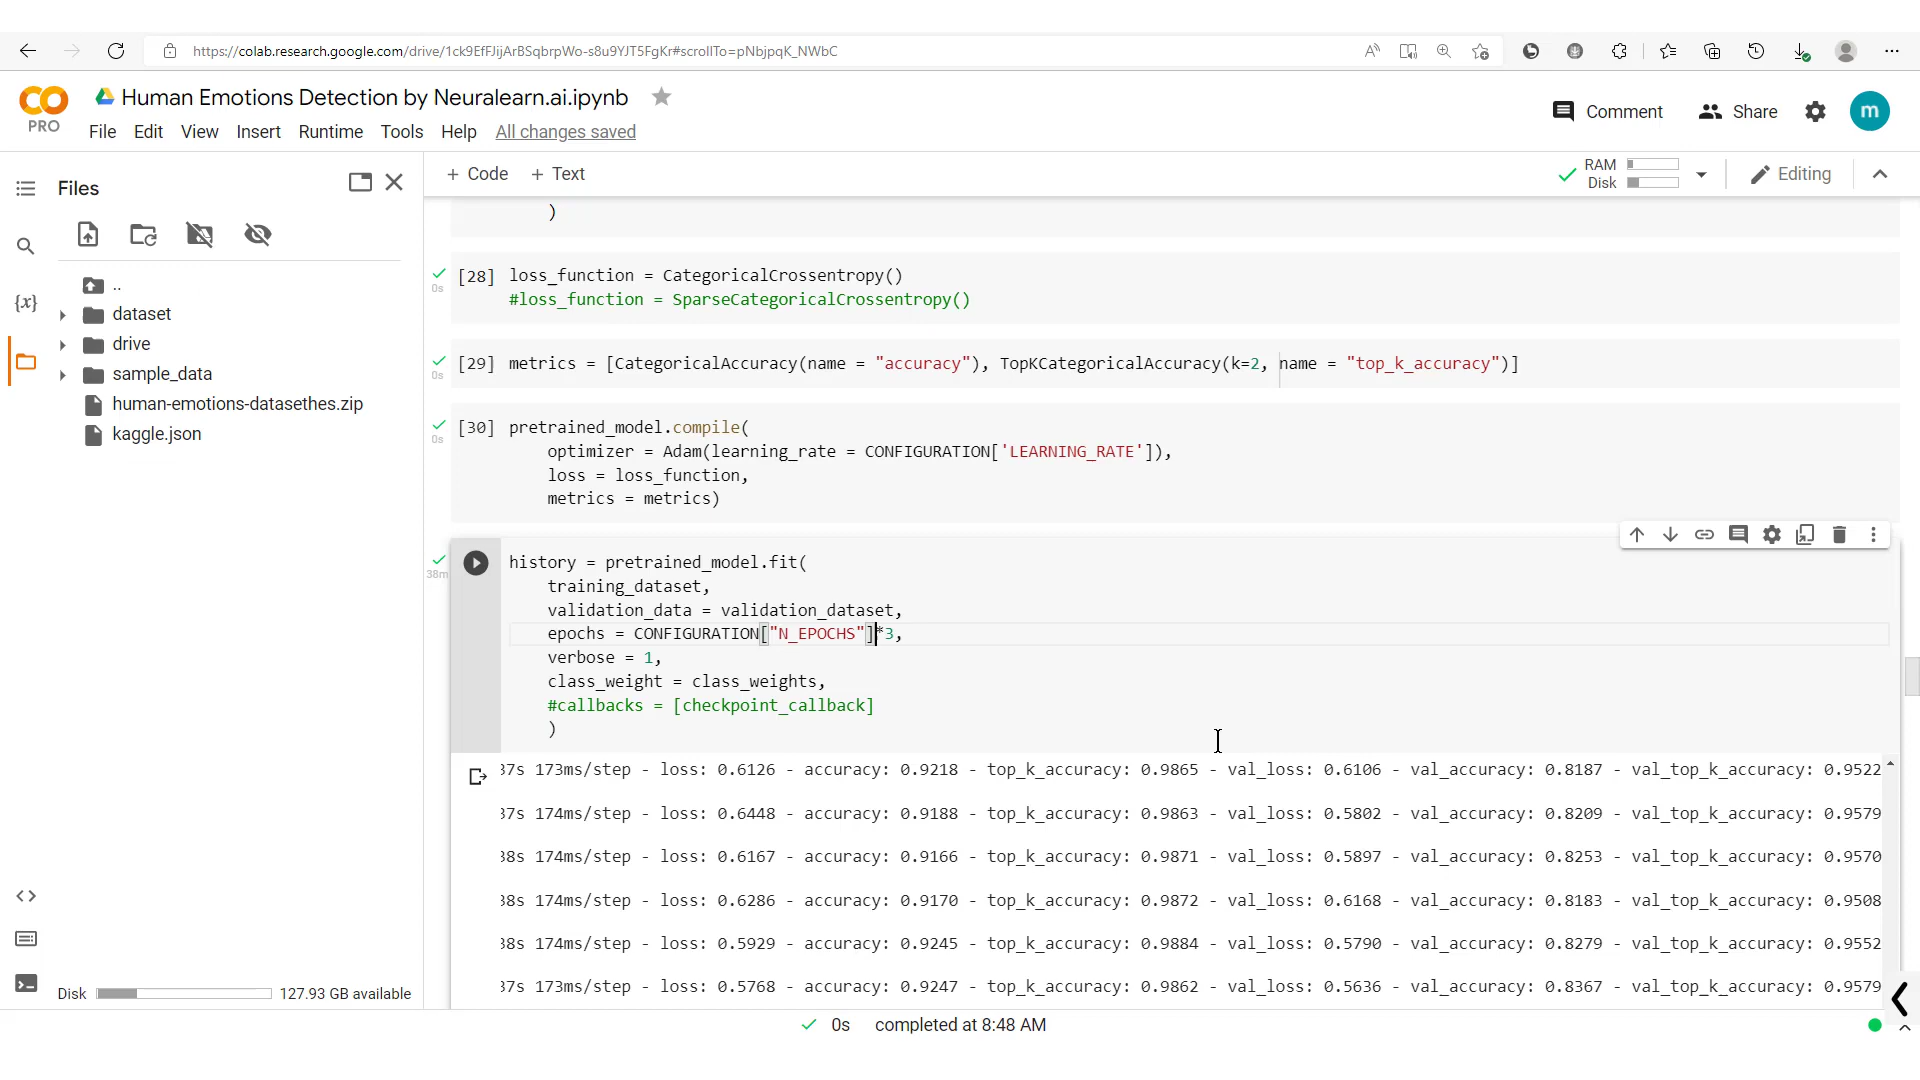 https://colab.research.google.com/drive/1ck9EfFJijArBSqbrpWo-s8u9YJT5FgKr#scrollTo=pNbjpqK_NWbC
PRO
Human Emotions Detection by Neuralearn.ai.ipynb
File Edit View Insert Runtime Tools Help All changes saved
Comment Share m
Files
+ Code + Text
RAM
Disk
Editing
..
dataset
drive
sample_data
human-emotions-datasethes.zip
kaggle.json
{x}
)
[28] loss_function = CategoricalCrossentropy()
0s
#loss_function = SparseCategoricalCrossentropy()
[29] metrics = [CategoricalAccuracy(name = "accuracy"), TopKCategoricalAccuracy(k=2, name = "top_k_accuracy")]
0s
[30] pretrained_model.compile(
0s
optimizer = Adam(learning_rate = CONFIGURATION['LEARNING_RATE']),
loss = loss_function,
metrics = metrics)
history = pretrained_model.fit(
38m
training_dataset,
validation_data = validation_dataset,
epochs = CONFIGURATION["N_EPOCHS"]*3,
verbose = 1,
class_weight = class_weights,
#callbacks = [checkpoint_callback]
)
37s 173ms/step - loss: 0.6126 - accuracy: 0.9218 - top_k_accuracy: 0.9865 - val_loss: 0.6106 - val_accuracy: 0.8187 - val_top_k_accuracy: 0.9522
37s 174ms/step - loss: 0.6448 - accuracy: 0.9188 - top_k_accuracy: 0.9863 - val_loss: 0.5802 - val_accuracy: 0.8209 - val_top_k_accuracy: 0.9579
38s 174ms/step - loss: 0.6167 - accuracy: 0.9166 - top_k_accuracy: 0.9871 - val_loss: 0.5897 - val_accuracy: 0.8253 - val_top_k_accuracy: 0.9570
38s 174ms/step - loss: 0.6286 - accuracy: 0.9170 - top_k_accuracy: 0.9872 - val_loss: 0.6168 - val_accuracy: 0.8183 - val_top_k_accuracy: 0.9508
38s 174ms/step - loss: 0.5929 - accuracy: 0.9245 - top_k_accuracy: 0.9884 - val_loss: 0.5790 - val_accuracy: 0.8279 - val_top_k_accuracy: 0.9552
37s 173ms/step - loss: 0.5768 - accuracy: 0.9247 - top_k_accuracy: 0.9862 - val_loss: 0.5636 - val_accuracy: 0.8367 - val_top_k_accuracy: 0.9579
Disk 127.93 GB available
0s completed at 8:48 AM